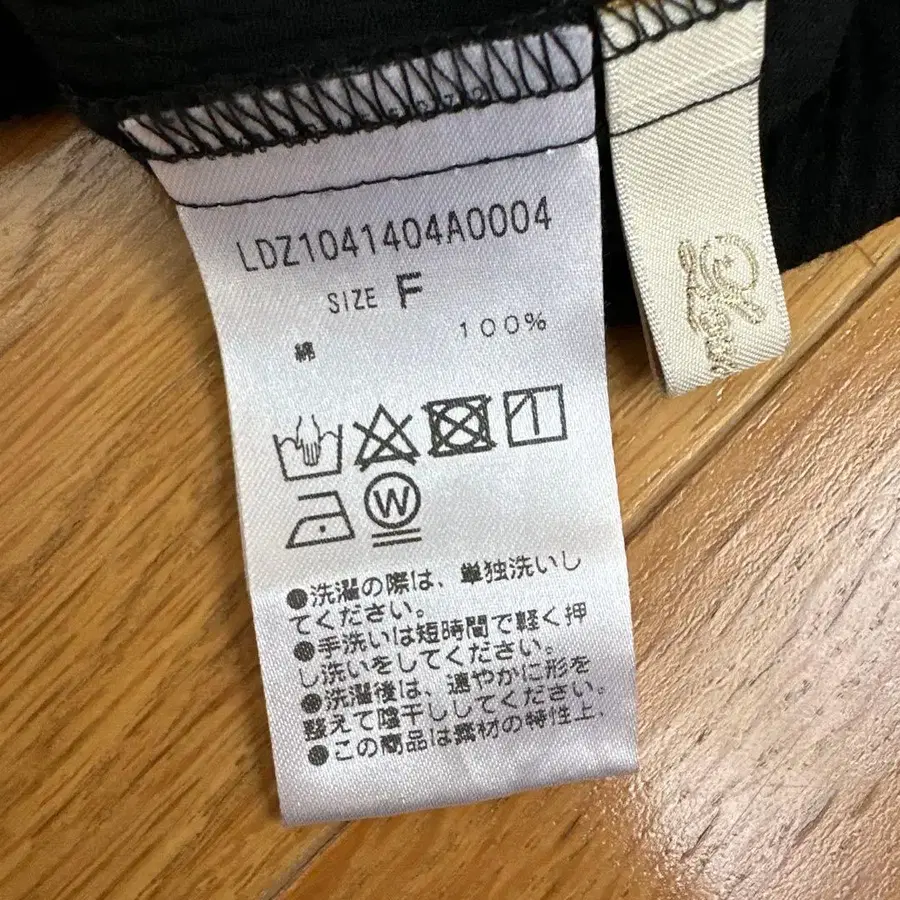 LDZ1041404A0004
SIZE F
綿 100%
W
●洗濯の際は、単独洗いし
てください。
●手洗いは短時間で軽く押
し洗いをしてください。
●洗濯後は、速やかに形を
整えて陰干ししてください。
●この商品は素材の特性上、